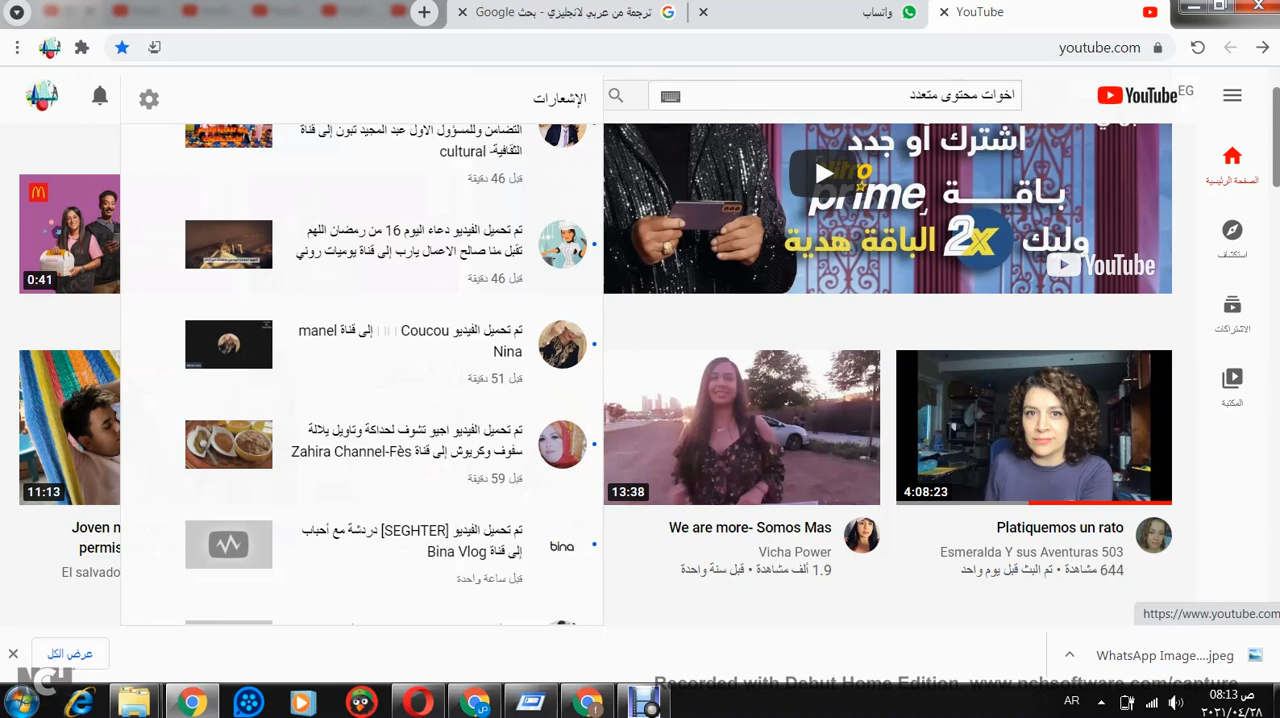 ترجمة من عربي لانجليزي - بحث Google
واتساب
YouTube
youtube.com
الإشعارات
اخوات محتوى متعدد
YouTube EG
التضامن وللمسؤول الاول عبد المجيد تبون إلى قناة
الثقافية- cultural
قبل 46 دقيقة
تم تحميل الفيديو دعاء اليوم 16 من رمضان اللهم
تقبل منا صالح الاعمال يارب إلى قناة يوميات روني
قبل 46 دقيقة
تم تحميل الفيديو Coucou إلى قناة manel
Nina
قبل 51 دقيقة
تم تحميل الفيديو اجيو تشوف لحداكة وتاويل يلالة
سفوف وكريوش إلى قناة Zahira Channel-Fès
قبل 59 دقيقة
تم تحميل الفيديو [SEGHTER] دردشة مع أحباب
إلى قناة Bina Vlog
قبل ساعة واحدة
bina
اشترك أو جدد
باقة prime
وليك 2X الباقة هدية
YouTube
الصفحة الرئيسية
استكشاف
الاشتراكات
المكتبة
0:41
11:13
13:38
4:08:23
Joven n
permis
El salvado
We are more- Somos Mas
Vicha Power
1.9 ألف مشاهدة • قبل سنة واحدة
Platiquemos un rato
Esmeralda Y sus Aventuras 503
644 مشاهدة • تم البث قبل يوم واحد
https://www.youtube.com
عرض الكل
WhatsApp Image....jpeg
NCH
Recorded with Debut Home Edition. www.nchsoftware.com/capture
AR
08:13 ص
٢٠٢١/٠٤/٢٨